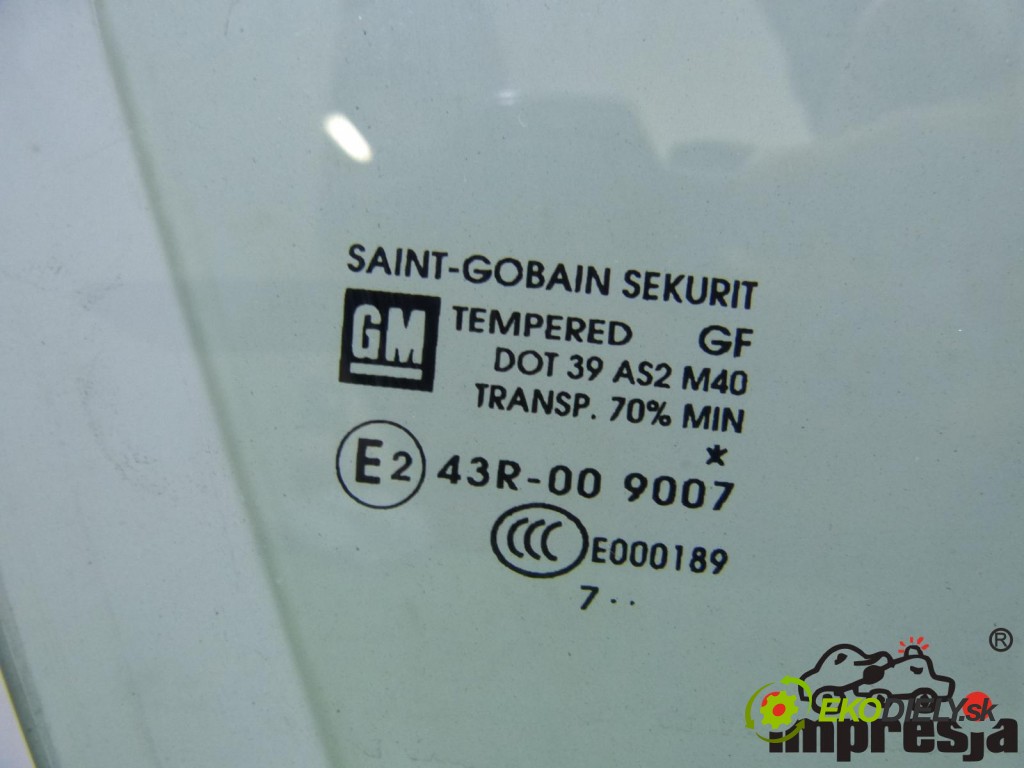 SAINT-GOBAIN SEKURIT
GM
TEMPERED GF
DOT 39 AS2 M40
TRANSP. 70% MIN
*
E2 43R-00 9007
CCC E000189
7 ··
®
EKODIELY.sk
impresja